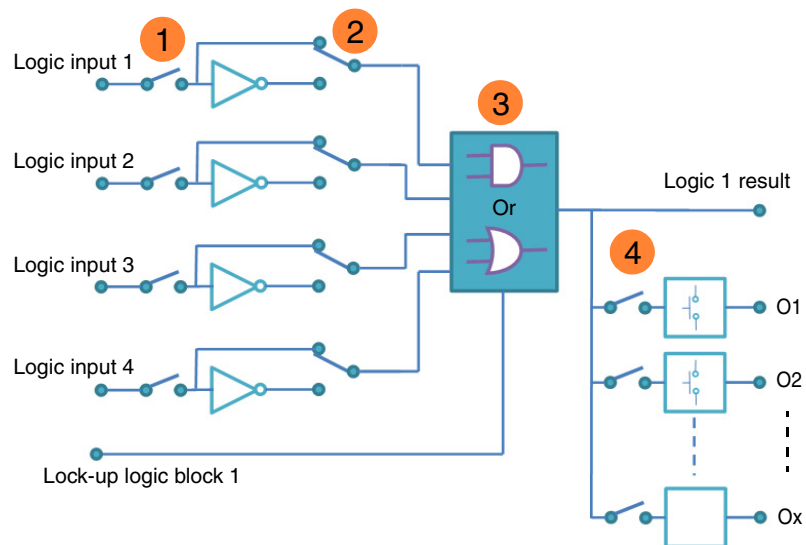 1
2
Logic input 1
3
Logic input 2
Logic 1 result
Or
4
Logic input 3
O1
Logic input 4
O2
Lock-up logic block 1
Ox